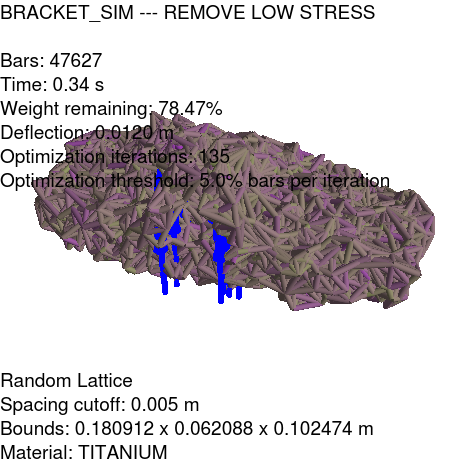 BRACKET_SIM --- REMOVE LOW STRESS
Bars: 47627
Time: 0.34 s
Weight remaining: 78.47%
Deflection: 0.0120 m
Optimization iterations: 135
Optimization threshold: 5.0% bars per iteration
Random Lattice
Spacing cutoff: 0.005 m
Bounds: 0.180912 x 0.062088 x 0.102474 m
Material: TITANIUM